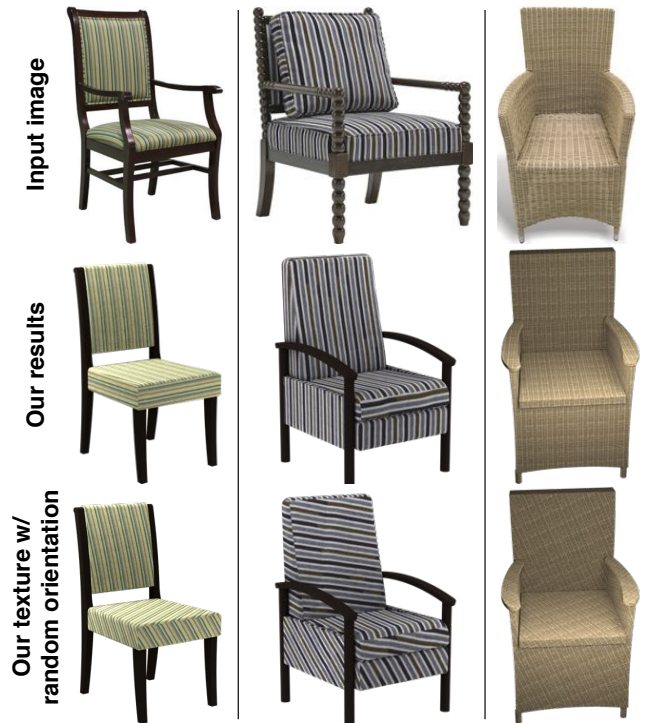 Input image
Our results
Our texture w/
random orientation